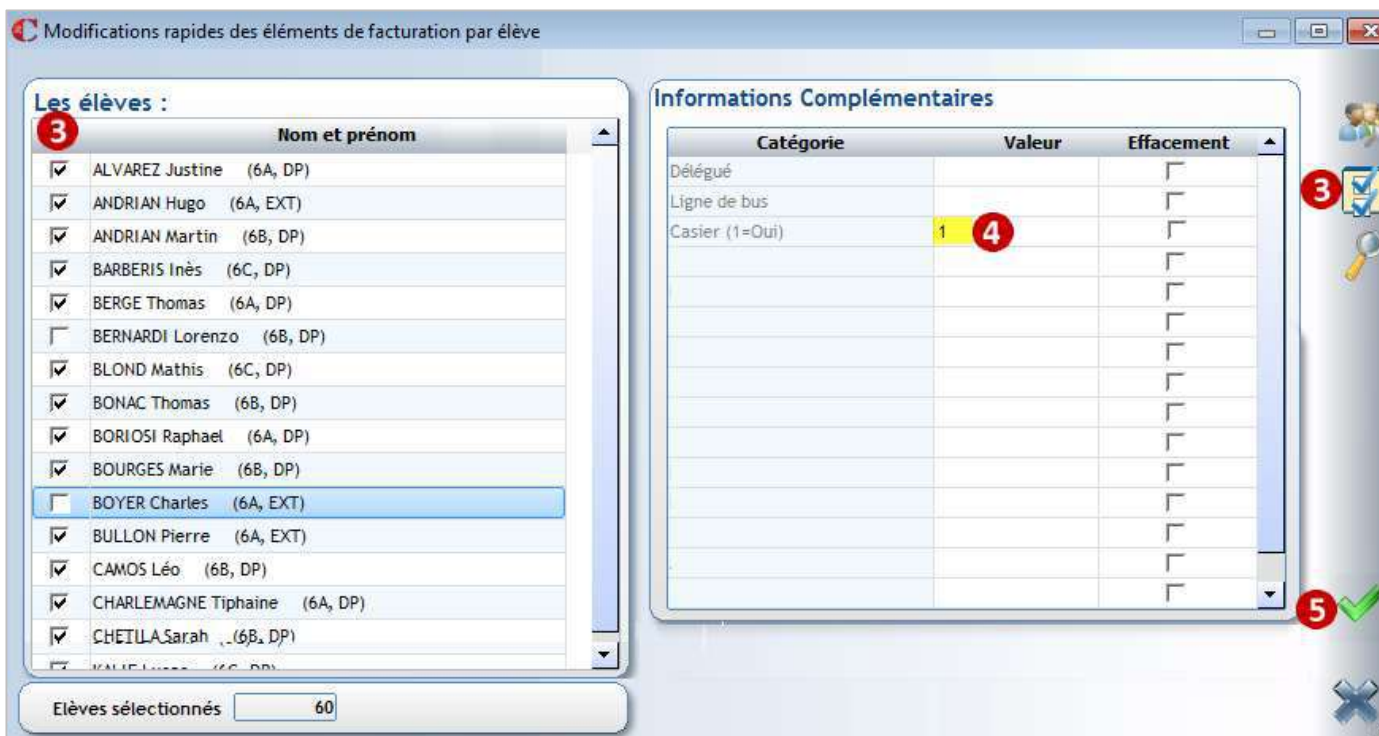 Modifications rapides des éléments de facturation par élève
Les élèves :
3
Nom et prénom
ALVAREZ Justine (6A, DP)
ANDRIAN Hugo (6A, EXT)
ANDRIAN Martin (6B, DP)
BARBERIS Inès (6C, DP)
BERGE Thomas (6A, DP)
BERNARDI Lorenzo (6B, DP)
BLOND Mathis (6C, DP)
BONAC Thomas (6B, DP)
BORIOSI Raphael (6A, DP)
BOURGES Marie (6B, DP)
BOYER Charles (6A, EXT)
BULLON Pierre (6A, EXT)
CAMOS Léo (6B, DP)
CHARLEMAGNE Tiphaine (6A, DP)
Sarah (6B, DP)
Elèves sélectionnés 60
Informations Complémentaires
Catégorie Valeur Effacement
Délégué
Ligne de bus
Casier (1=Oui) 1 4
3
5